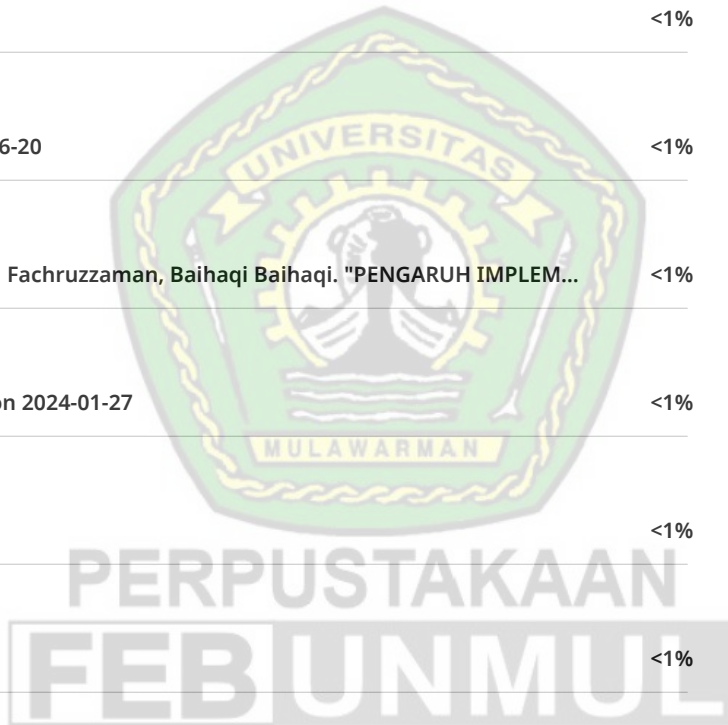 <1%
6-20
<1%
UNIVERSITAS
Fachruzzaman, Baihaqi Baihaqi. "PENGARUH IMPLEM...
<1%
on 2024-01-27
<1%
MULAWARMAN
<1%
PERPUSTAKAAN
FEB UNMUL
<1%